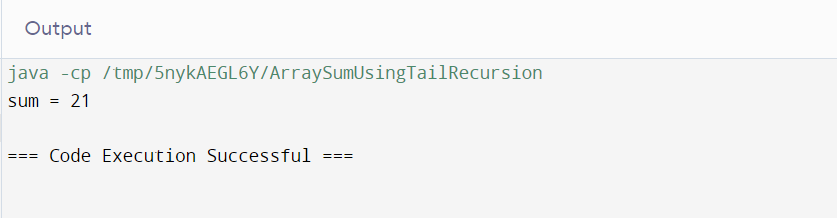 Output
java -cp /tmp/5nykAEGL6Y/ArraySumUsingTailRecursion
sum = 21
=== Code Execution Successful ===